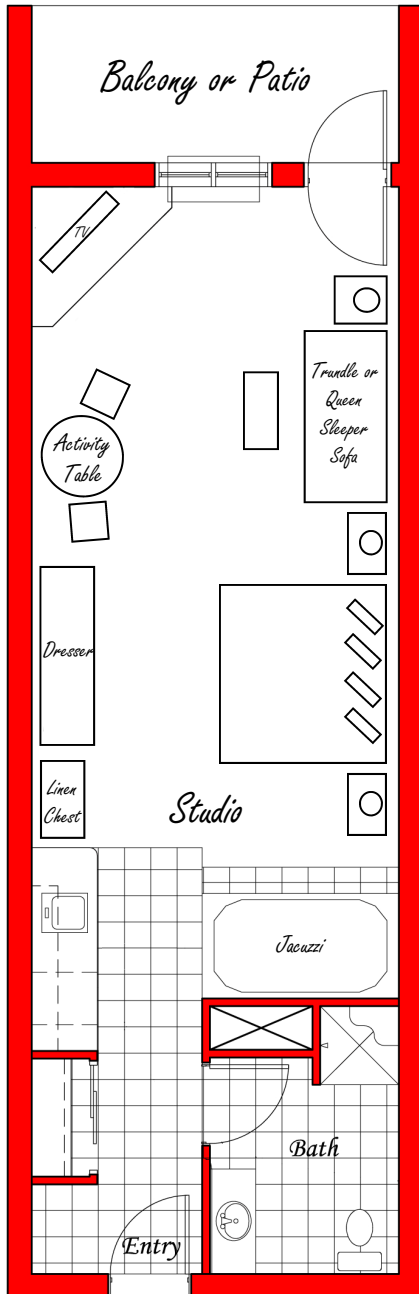 Balcony or Patio
TV
Trundle or
Queen
Sleeper
Sofa
Activity
Table
Dresser
Linen
Chest
Studio
Jacuzzi
Bath
Entry